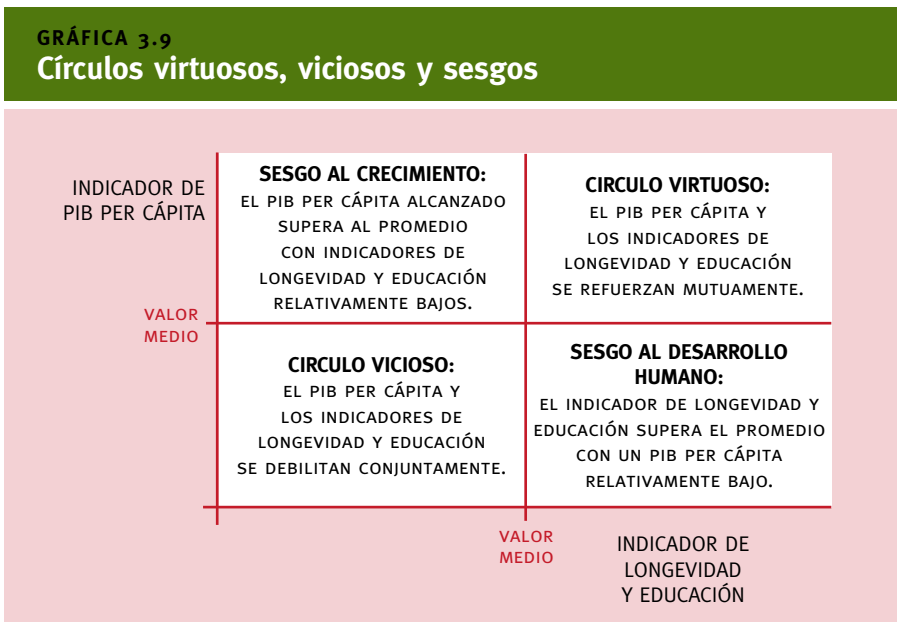 GRÁFICA 3.9
Círculos virtuosos, viciosos y sesgos
INDICADOR DE
PIB PER CÁPITA
SESGO AL CRECIMIENTO:
EL PIB PER CÁPITA ALCANZADO
SUPERA AL PROMEDIO
CON INDICADORES DE
LONGEVIDAD Y EDUCACIÓN
RELATIVAMENTE BAJOS.
CIRCULO VIRTUOSO:
EL PIB PER CÁPITA Y
LOS INDICADORES DE
LONGEVIDAD Y EDUCACIÓN
SE REFUERZAN MUTUAMENTE.
VALOR
MEDIO
CIRCULO VICIOSO:
EL PIB PER CÁPITA Y
LOS INDICADORES DE
LONGEVIDAD Y EDUCACIÓN
SE DEBILITAN CONJUNTAMENTE.
SESGO AL DESARROLLO
HUMANO:
EL INDICADOR DE LONGEVIDAD Y
EDUCACIÓN SUPERA EL PROMEDIO
CON UN PIB PER CÁPITA
RELATIVAMENTE BAJO.
VALOR
MEDIO
INDICADOR DE
LONGEVIDAD
Y EDUCACIÓN